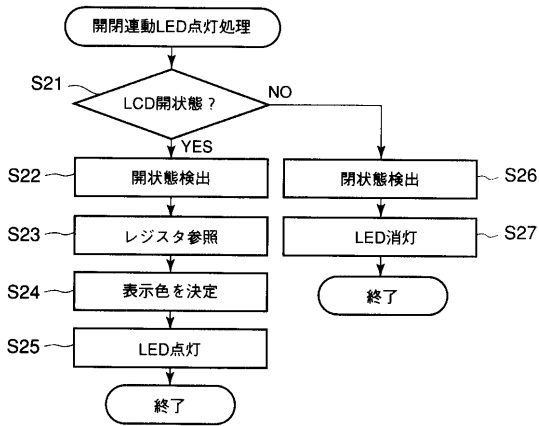 開閉連動LED点灯処理
S21
LCD開状態?
NO
YES
S22
開状態検出
S23
レジスタ参照
S24
表示色を決定
S25
LED点灯
終了
閉状態検出
S26
LED消灯
S27
終了